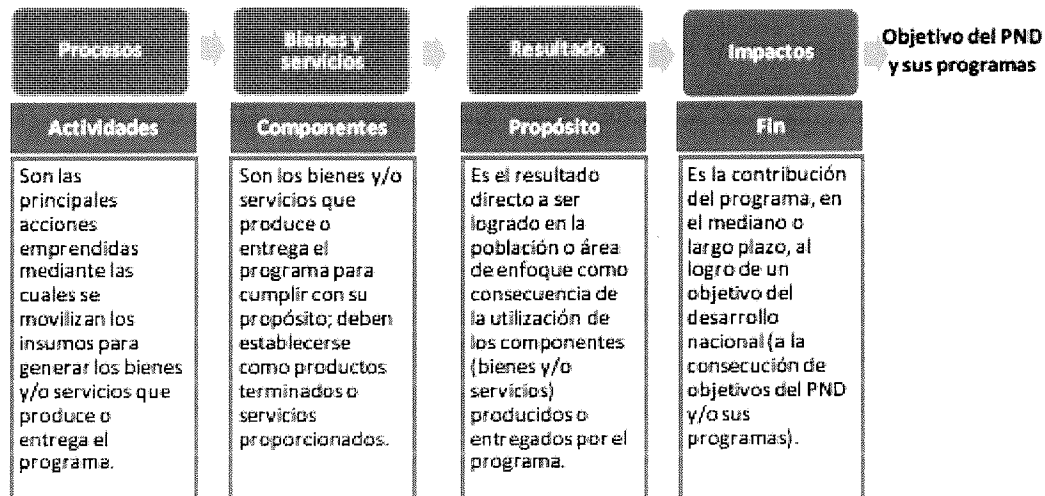 Procesos
Bienes y
servicios
Resultado
Impactos
Objetivo del PND
y sus programas
Actividades
Son las
principales
acciones
emprendidas
mediante las
cuales se
movilizan los
insumos para
generar los bienes
y/o servicios que
produce o
entrega el
programa.
Componentes
Son los bienes y/o
servicios que
produce o
entrega el
programa para
cumplir con su
propósito; deben
establecerse
como productos
terminados o
servicios
proporcionados.
Propósito
Es el resultado
directo a ser
logrado en la
población o área
de enfoque como
consecuencia de
la utilización de
los componentes
(bienes y/o
servicios)
producidos o
entregados por el
programa.
Fin
Es la contribución
del programa, en
el mediano o
largo plazo, al
logro de un
objetivo del
desarrollo
nacional (a la
consecución de
objetivos del PND
y/o sus
programas).